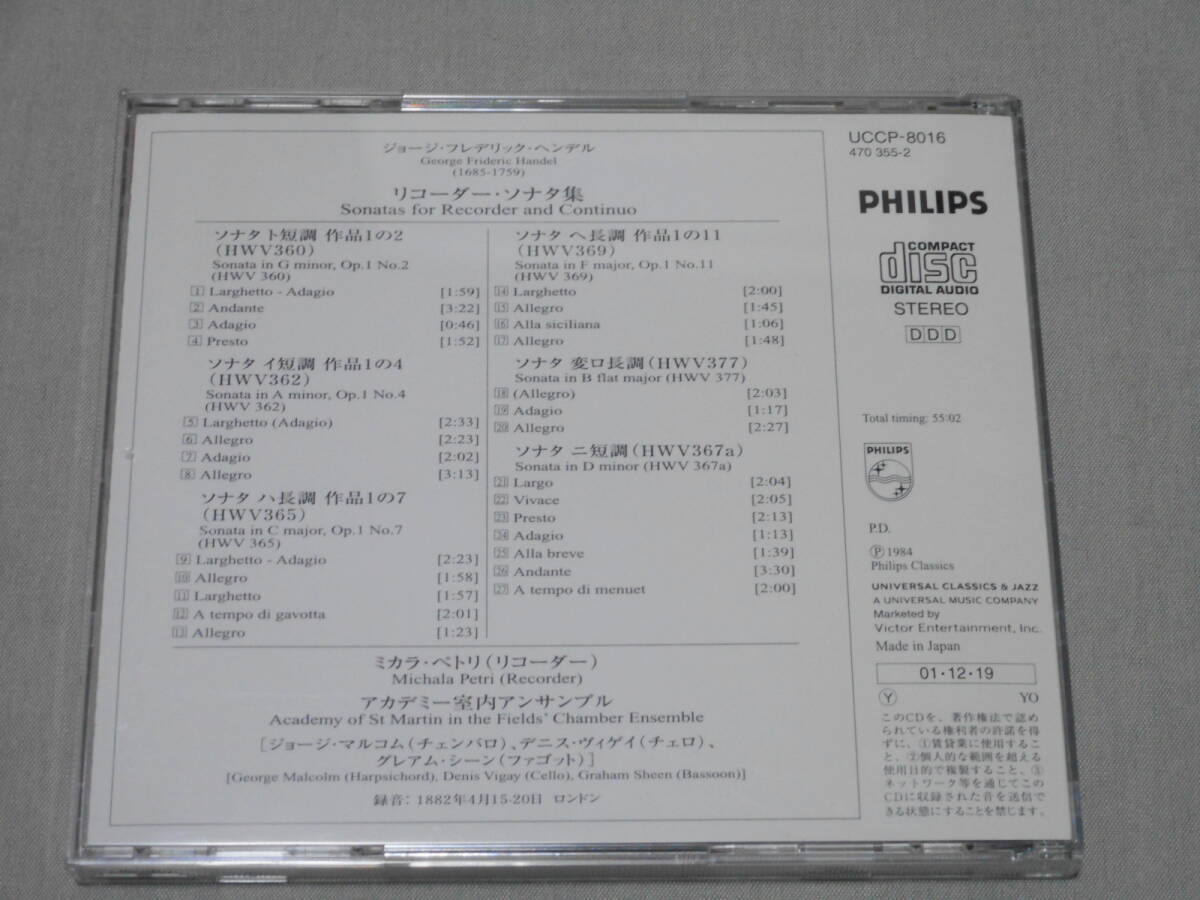 ジョージ・フレデリック・ヘンデル
George Frideric Handel
(1685-1759)
リコーダー・ソナタ集
Sonatas for Recorder and Continuo
ソナタ ト短調 作品1の2
(HWV360)
Sonata in G minor, Op.1 No.2
(HWV 360)
1 Larghetto - Adagio [1:59]
2 Andante [3:22]
3 Adagio [0:46]
4 Presto [1:52]
ソナタ イ短調 作品1の4
(HWV362)
Sonata in A minor, Op.1 No.4
(HWV 362)
5 Larghetto (Adagio) [2:33]
6 Allegro [2:23]
7 Adagio [2:02]
8 Allegro [3:13]
ソナタ ハ長調 作品1の7
(HWV365)
Sonata in C major, Op.1 No.7
(HWV 365)
9 Larghetto - Adagio [2:23]
10 Allegro [1:58]
11 Larghetto [1:57]
12 A tempo di gavotta [2:01]
13 Allegro [1:23]
ソナタ ヘ長調 作品1の11
(HWV369)
Sonata in F major, Op.1 No.11
(HWV 369)
14 Larghetto [2:00]
15 Allegro [1:45]
16 Alla siciliana [1:06]
17 Allegro [1:48]
ソナタ 変ロ長調(HWV377)
Sonata in B flat major (HWV 377)
18 (Allegro) [2:03]
19 Adagio [1:17]
20 Allegro [2:27]
ソナタ ニ短調(HWV367a)
Sonata in D minor (HWV 367a)
21 Largo [2:04]
22 Vivace [2:05]
23 Presto [2:13]
24 Adagio [1:13]
25 Alla breve [1:39]
26 Andante [3:30]
27 A tempo di menuet [2:00]
ミカラ・ペトリ(リコーダー)
Michala Petri (Recorder)
アカデミー室内アンサンブル
Academy of St Martin in the Fields' Chamber Ensemble
[ジョージ・マルコム(チェンバロ)、デニス・ヴィゲイ(チェロ)、
グレアム・シーン(ファゴット)]
[George Malcolm (Harpsichord), Denis Vigay (Cello), Graham Sheen (Bassoon)]
録音：1882年4月15-20日 ロンドン
UCCP-8016
470 355-2
PHILIPS
COMPACT
disc
DIGITAL AUDIO
STEREO
DDD
Total timing: 55:02
PHILIPS
P.D.
Ⓟ1984
Philips Classics
UNIVERSAL CLASSICS & JAZZ
A UNIVERSAL MUSIC COMPANY
Marketed by
Victor Entertainment, Inc.
Made in Japan
01・12・19
Ⓨ YO
このCDを、著作権法で認め
られている権利者の許諾を得
ずに、①賃貸業に使用するこ
と、②個人的な範囲を超える
使用目的で複製すること、③
ネットワーク等を通じてこの
CDに収録された音を送信で
きる状態にすることを禁じます。